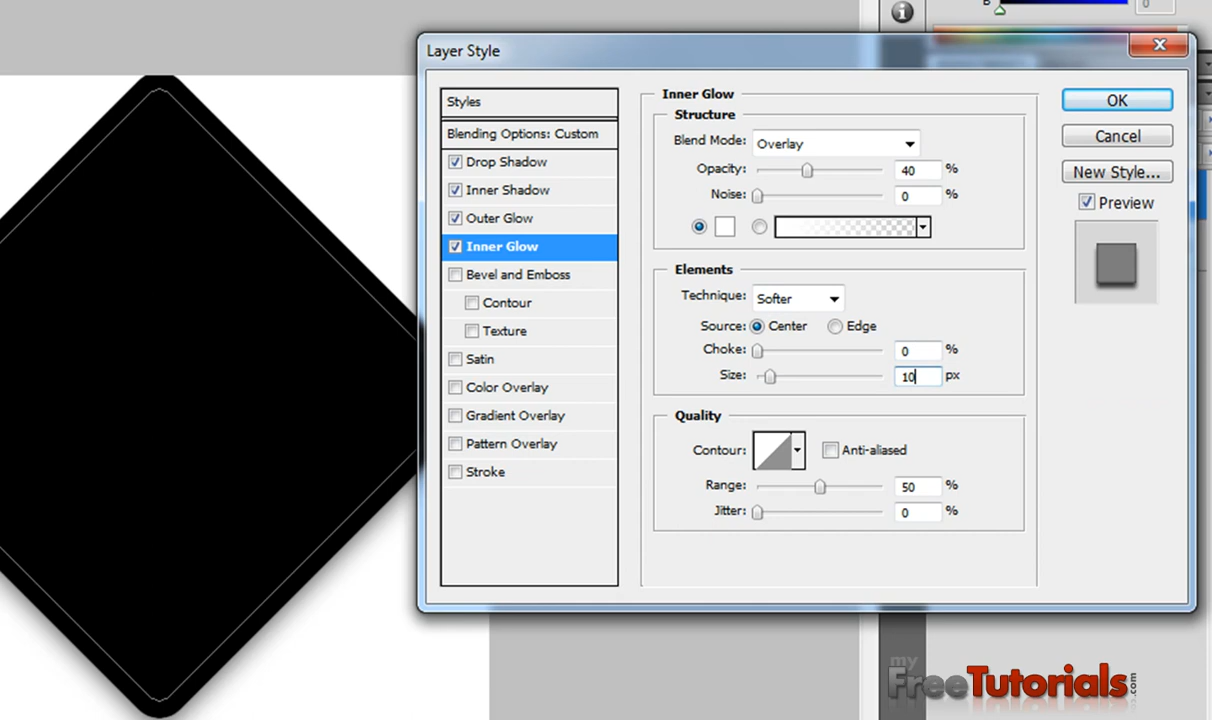 B
0
Layer Style
Styles
Blending Options: Custom
Drop Shadow
Inner Shadow
Outer Glow
Inner Glow
Bevel and Emboss
Contour
Texture
Satin
Color Overlay
Gradient Overlay
Pattern Overlay
Stroke
Inner Glow
Structure
Blend Mode: Overlay
Opacity: 40 %
Noise: 0 %
Elements
Technique: Softer
Source: Center Edge
Choke: 0 %
Size: 10 px
Quality
Contour: Anti-aliased
Range: 50 %
Jitter: 0 %
OK
Cancel
New Style...
Preview
my
FreeTutorials.com